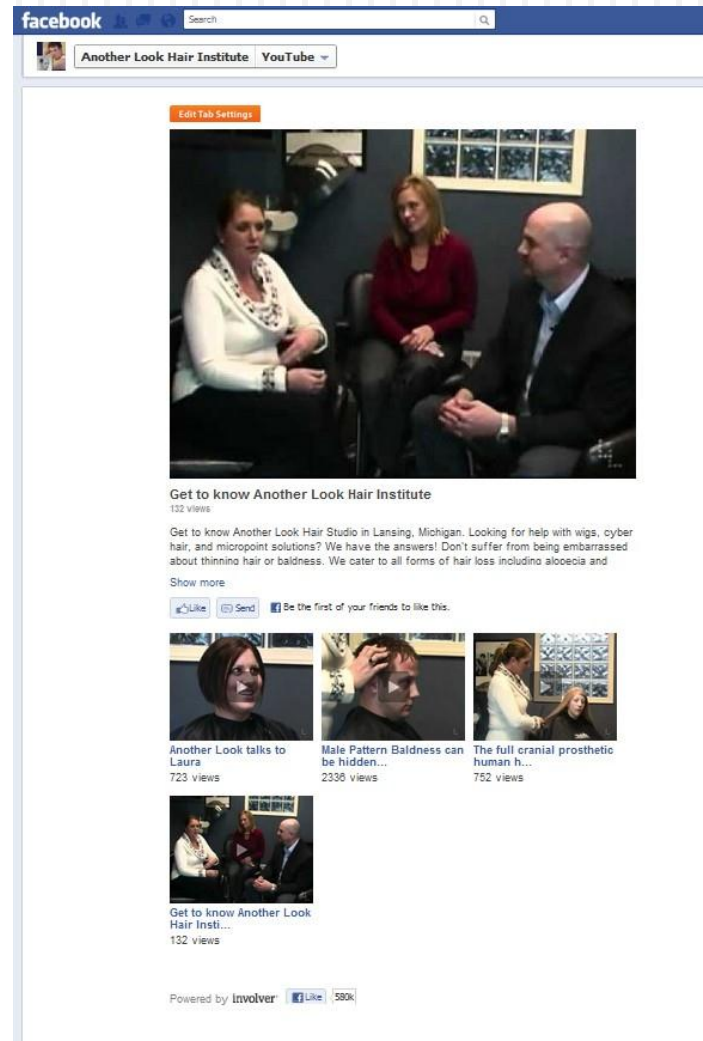 facebook
Search
Another Look Hair Institute YouTube
Edit Tab Settings
Get to know Another Look Hair Institute
132 views
Get to know Another Look Hair Studio in Lansing, Michigan. Looking for help with wigs, cyber
hair, and micropoint solutions? We have the answers! Don't suffer from being embarrassed
about thinning hair or baldness. We cater to all forms of hair loss including alopecia and
Show more
Like Send Be the first of your friends to like this.
Another Look talks to
Laura
723 views
Male Pattern Baldness can
be hidden...
2336 views
The full cranial prosthetic
human h...
752 views
Get to know Another Look
Hair Insti...
132 views
Powered by involver Like 580k